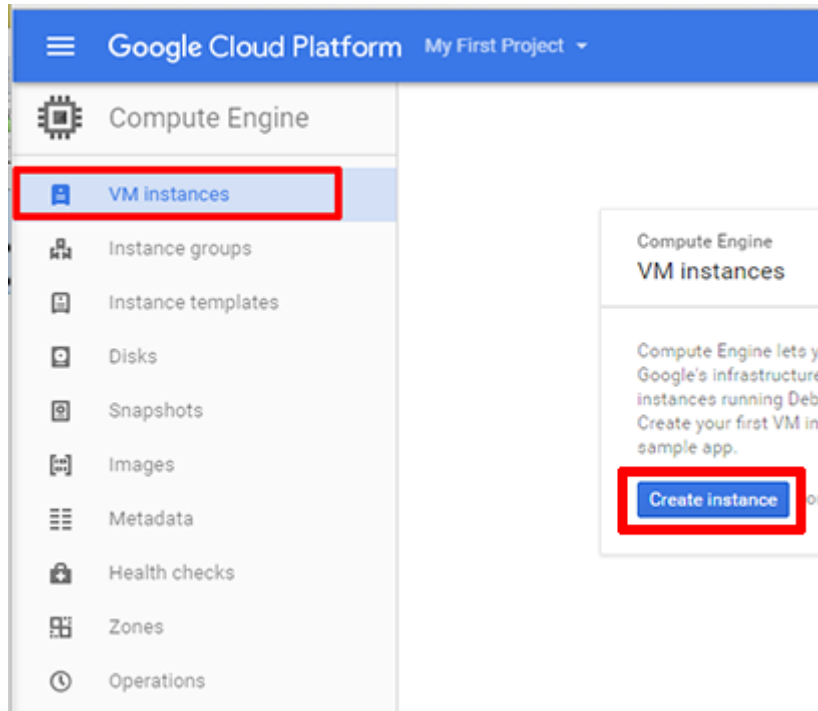 Google Cloud Platform My First Project
Compute Engine
VM instances
Instance groups
Instance templates
Disks
Snapshots
Images
Metadata
Health checks
Zones
Operations
Compute Engine
VM instances
Compute Engine lets
Google's infrastructure
instances running
Create your first VM
sample app.
Create instance